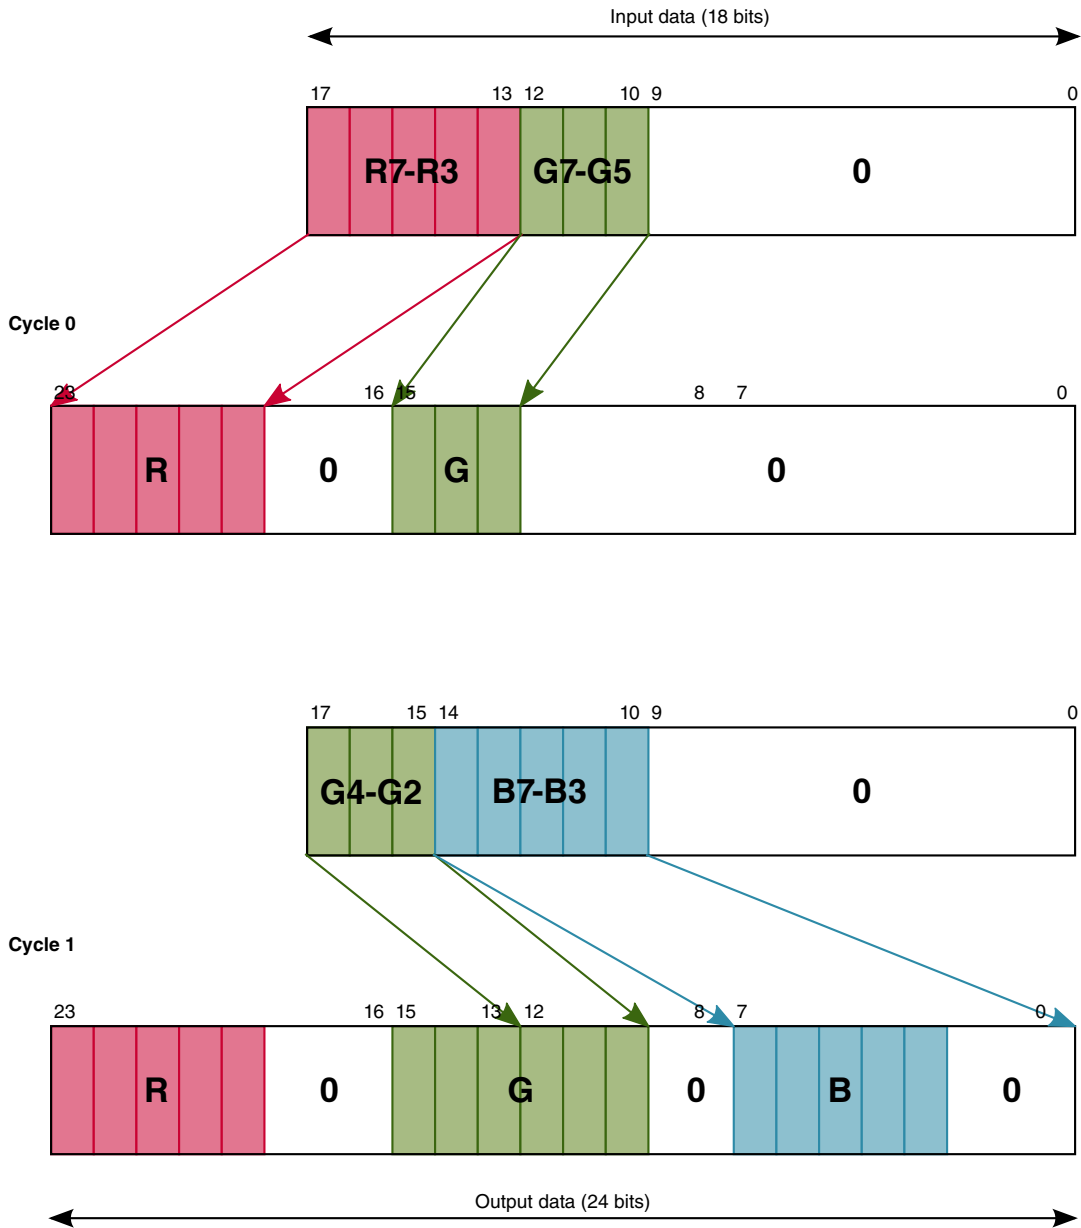 Input data (18 bits)
17 13 12 10 9 0
R7-R3 G7-G5 0
Cycle 0
23 16 15 8 7 0
R 0 G 0
17 15 14 10 9 0
G4-G2 B7-B3 0
Cycle 1
23 16 15 13 12 8 7 0
R 0 G 0 B 0
Output data (24 bits)